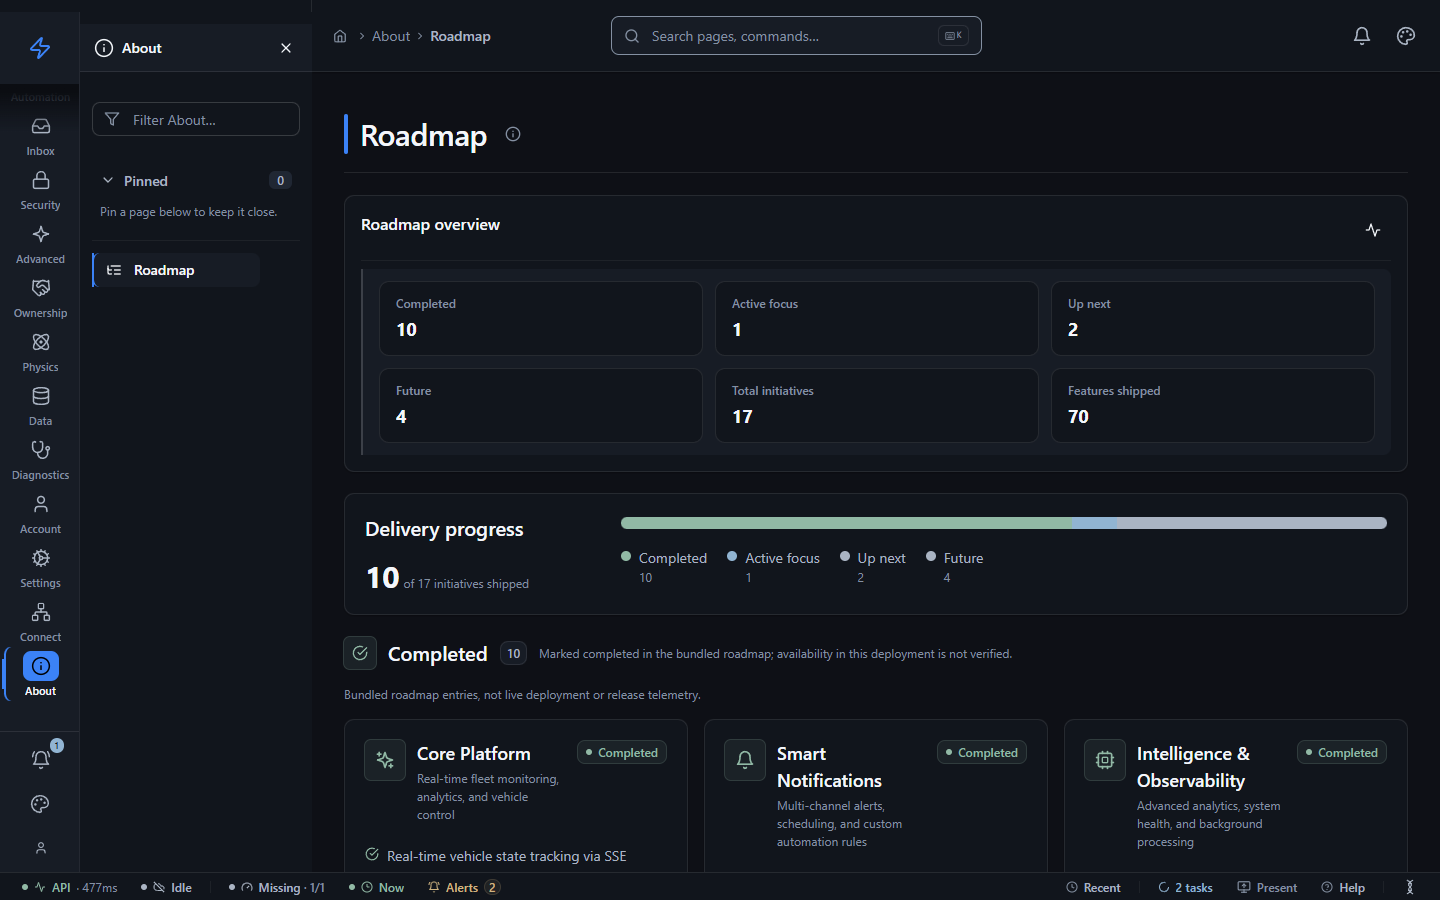 About
About
Roadmap
Search pages, commands...
K
Automation
Inbox
Security
Advanced
Ownership
Physics
Data
Diagnostics
Account
Settings
Connect
About
1
Filter About...
Pinned
0
Pin a page below to keep it close.
Roadmap
Roadmap
Roadmap overview
Completed
10
Active focus
1
Up next
2
Future
4
Total initiatives
17
Features shipped
70
Delivery progress
10 of 17 initiatives shipped
Completed
10
Active focus
1
Up next
2
Future
4
Completed
10
Marked completed in the bundled roadmap; availability in this deployment is not verified.
Bundled roadmap entries, not live deployment or release telemetry.
Core Platform
Completed
Real-time fleet monitoring,
analytics, and vehicle
control
Real-time vehicle state tracking via SSE
Smart
Notifications
Completed
Multi-channel alerts,
scheduling, and custom
automation rules
Intelligence &
Observability
Completed
Advanced analytics, system
health, and background
processing
API · 477ms
Idle
Missing · 1/1
Now
Alerts 2
Recent
2 tasks
Present
Help